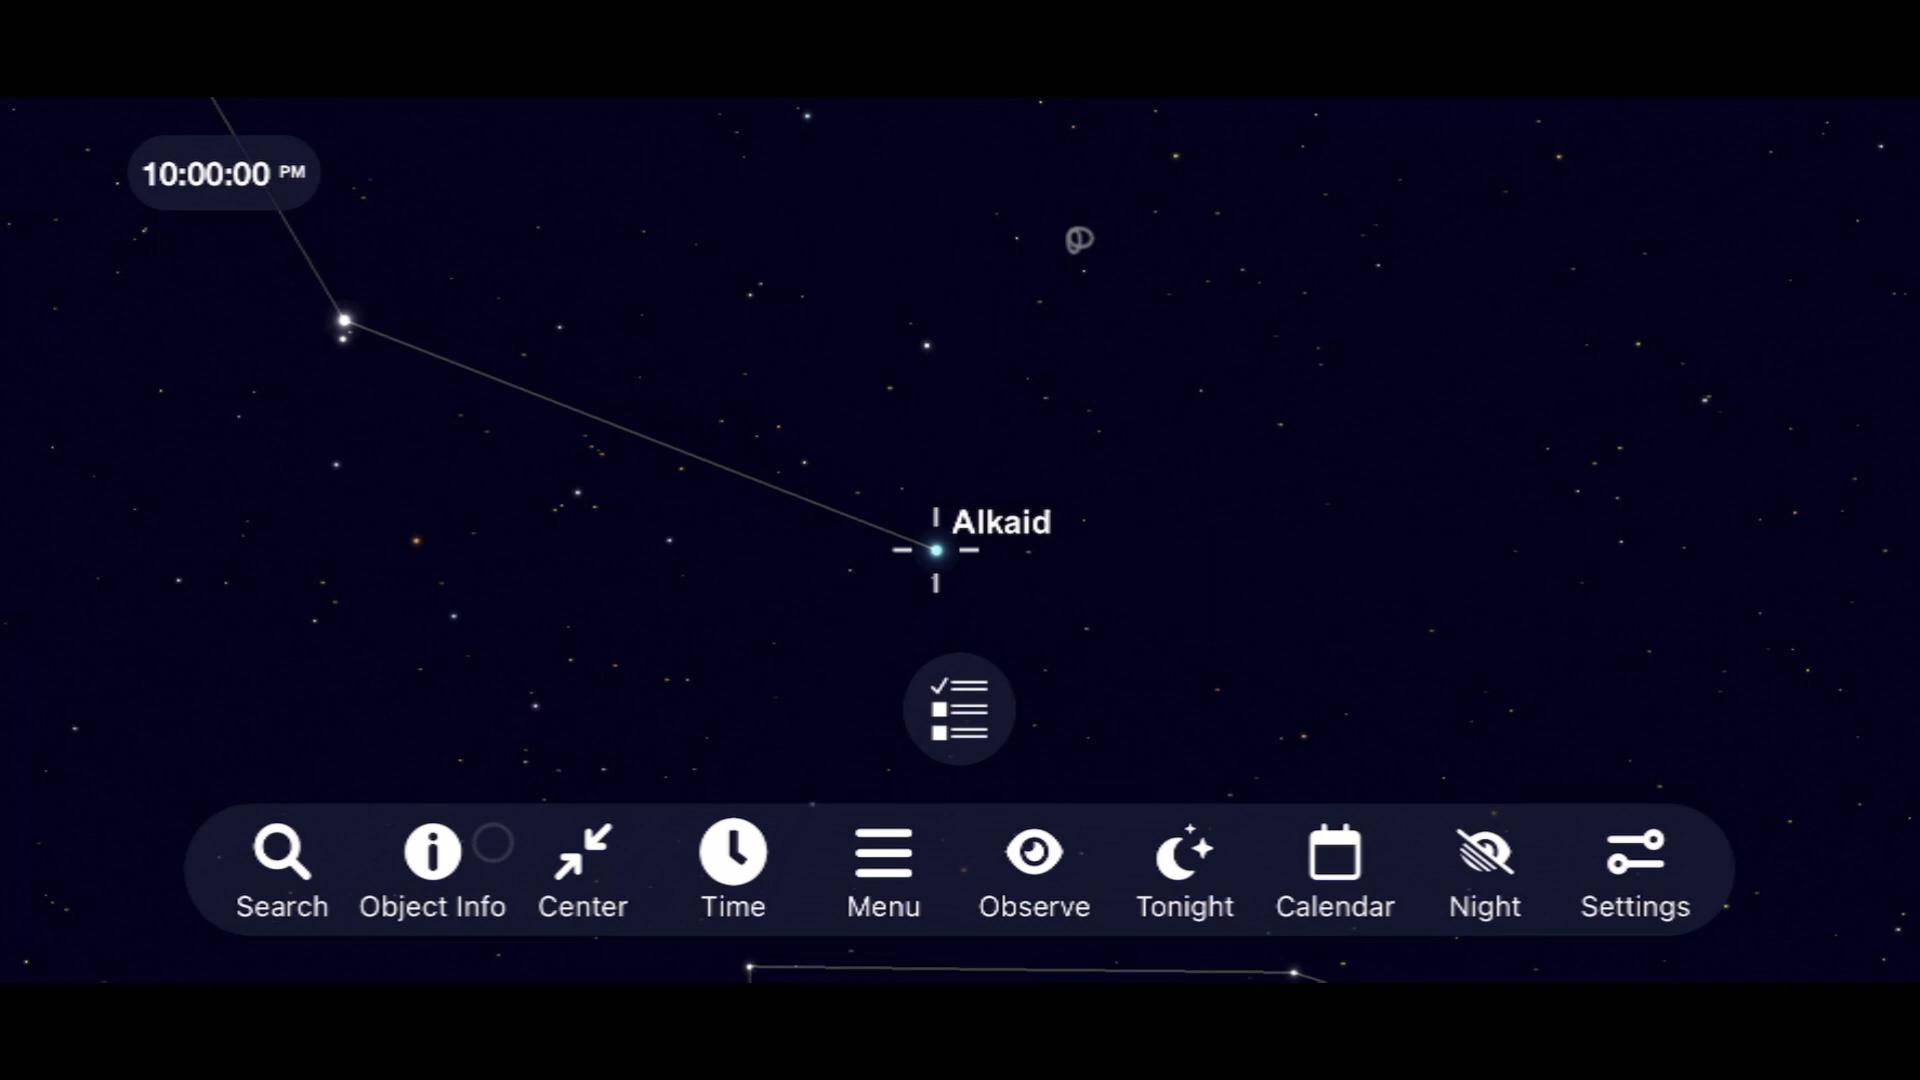 10:00:00 PM
Alkaid
Search Object Info Center Time Menu Observe Tonight Calendar Night Settings